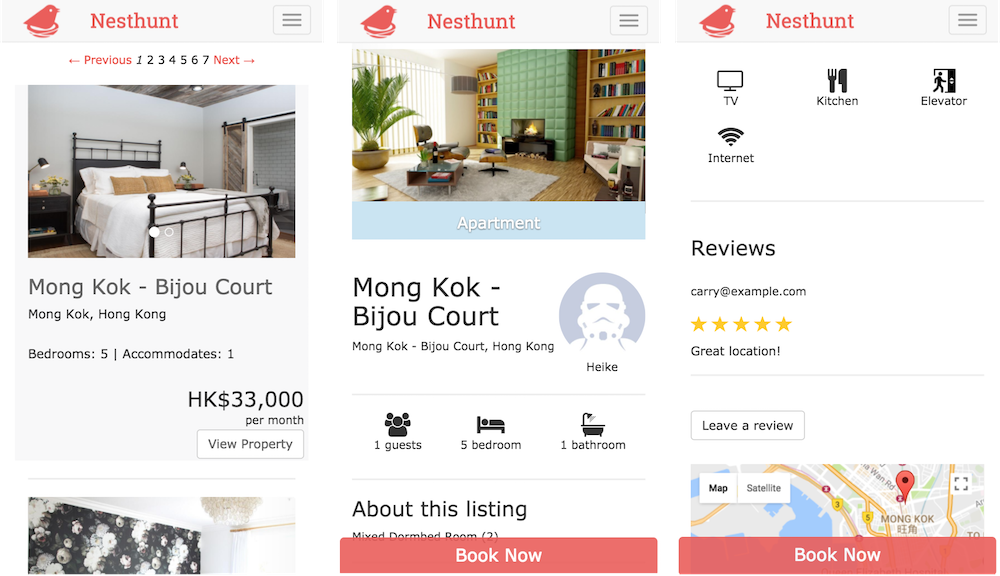 Nesthunt
← Previous 1 2 3 4 5 6 7 Next →
Mong Kok - Bijou Court
Mong Kok, Hong Kong
Bedrooms: 5 | Accommodates: 1
HK$33,000
per month
View Property
Nesthunt
Apartment
Mong Kok -
Bijou Court
Mong Kok - Bijou Court, Hong Kong
Heike
1 guests
5 bedroom
1 bathroom
About this listing
Mixed Dormbed Room (2)
Book Now
Nesthunt
TV
Kitchen
Elevator
Internet
Reviews
carry@example.com
Great location!
Leave a review
Map
Satellite
3
5
MONG KOK
旺角
Book Now